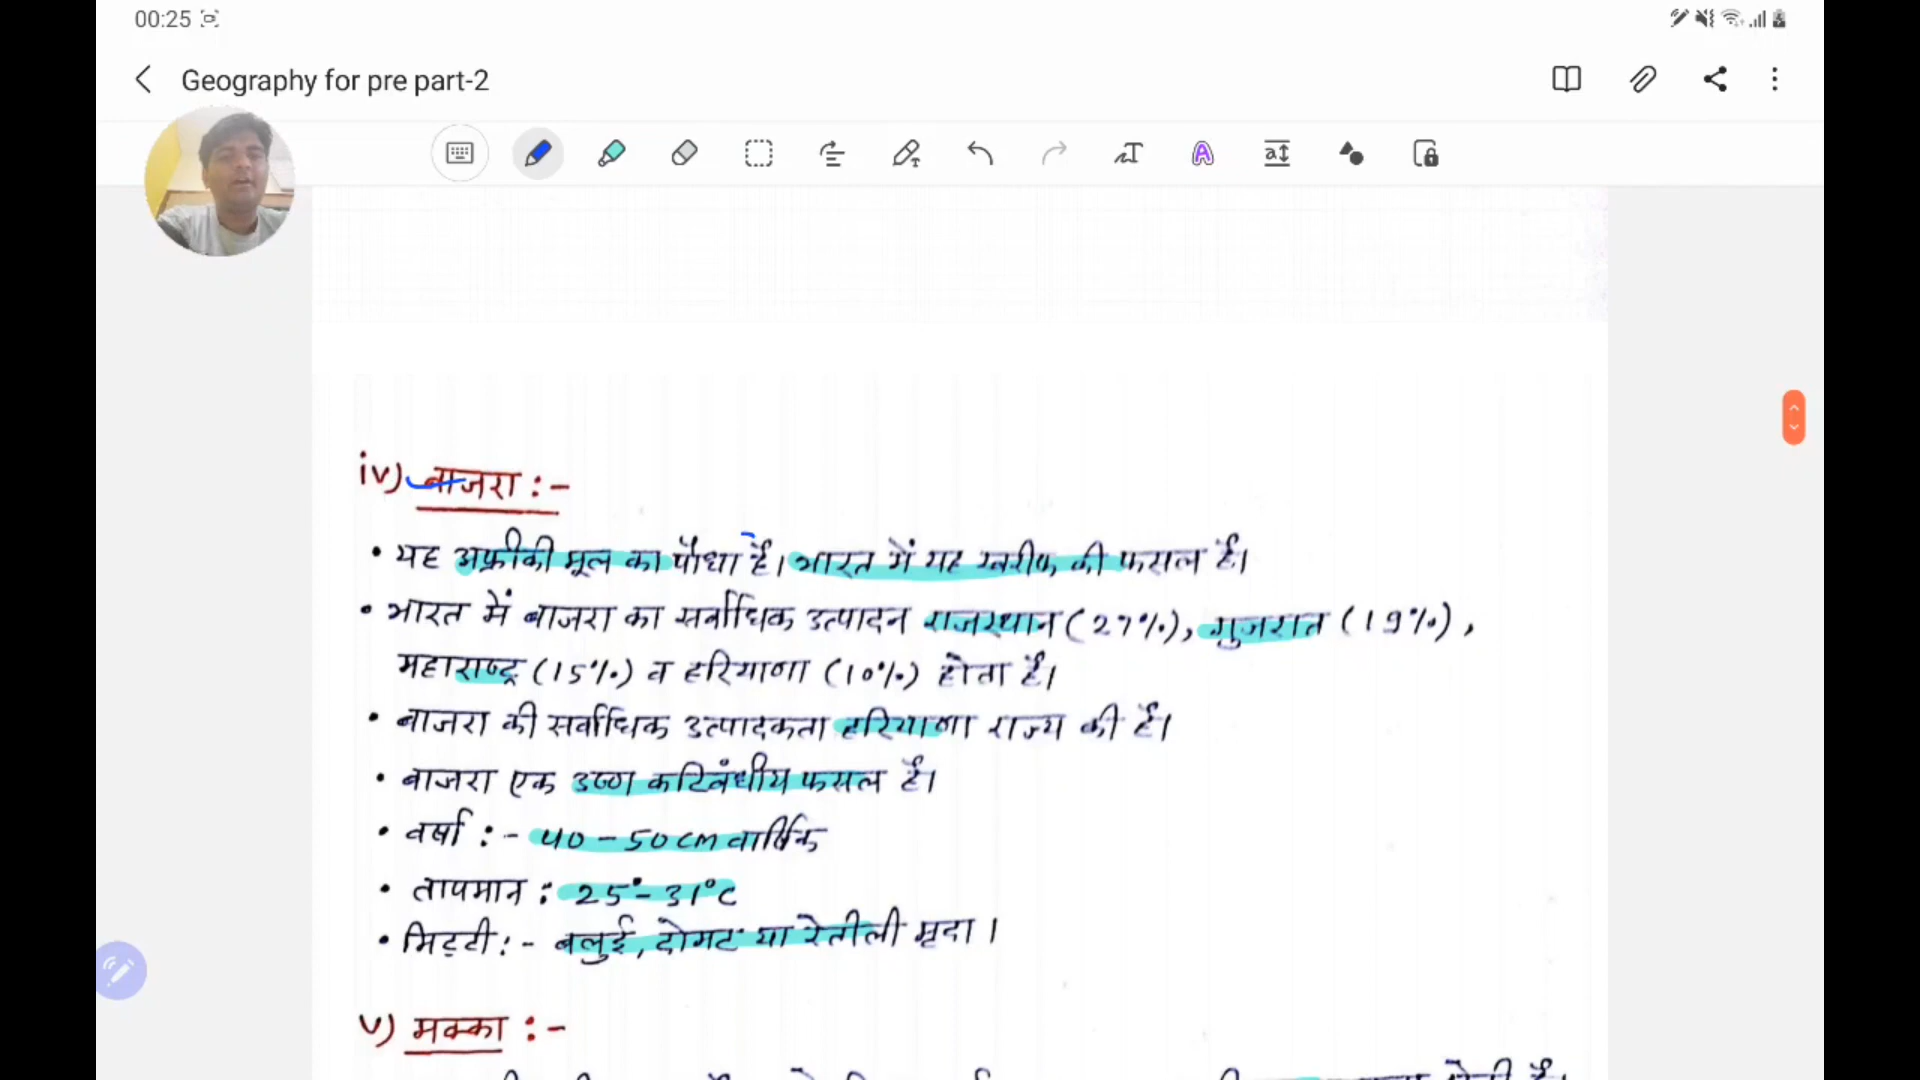 00:25
Geography for pre part-2
iv) बाजरा :-
• यह अफ्रीकी मूल का पौधा है। भारत में यह खरीफ की फसल है।
• भारत में बाजरा का सर्वाधिक उत्पादन राजस्थान (27%), गुजरात (19%),
महाराष्ट्र (15%) व हरियाणा (10%) होता है।
• बाजरा की सर्वाधिक उत्पादकता हरियाणा राज्य की है।
• बाजरा एक उष्ण कटिबंधीय फसल है।
• वर्षा :- 40-50 cm वार्षिक
• तापमान : 25°-31°C
• मिट्टी :- बलुई, दोमट या रेतीली मृदा ।
v) मक्का :-